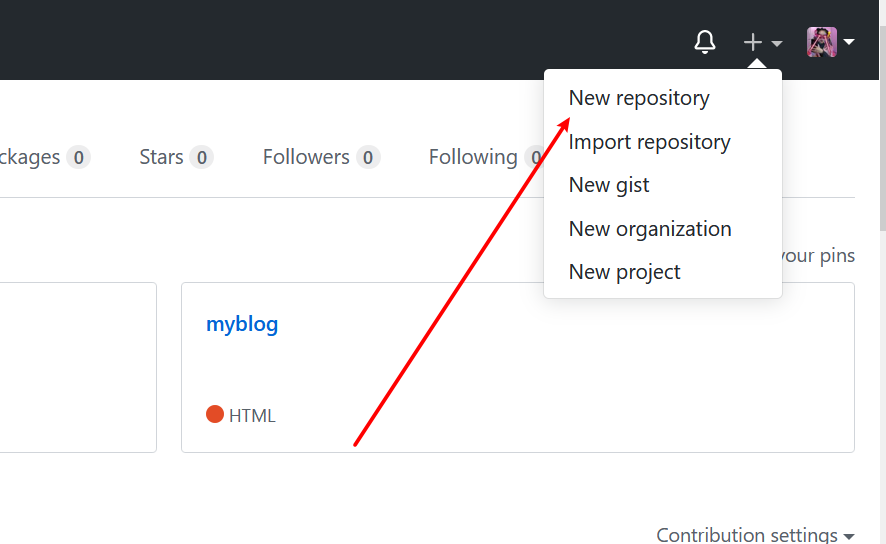 New repository
Import repository
New gist
New organization
New project
ckages 0
Stars 0
Followers 0
Following 0
your pins
myblog
HTML
Contribution settings